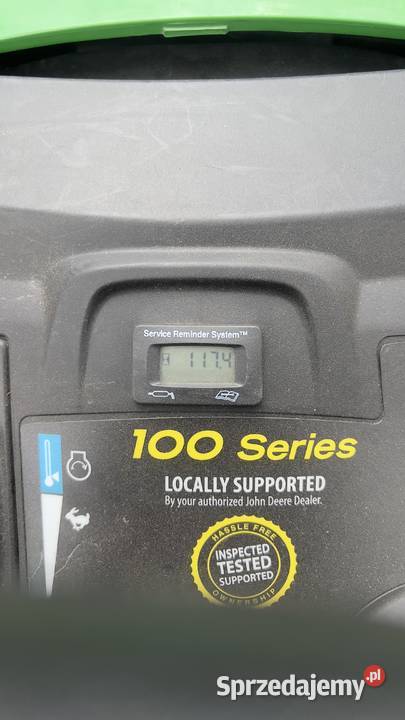 Service Reminder System™
117.4
100 Series
LOCALLY SUPPORTED
By your authorized John Deere Dealer.
HASSLE FREE
INSPECTED
TESTED
SUPPORTED
OWNERSHIP
Sprzedajemy.pl